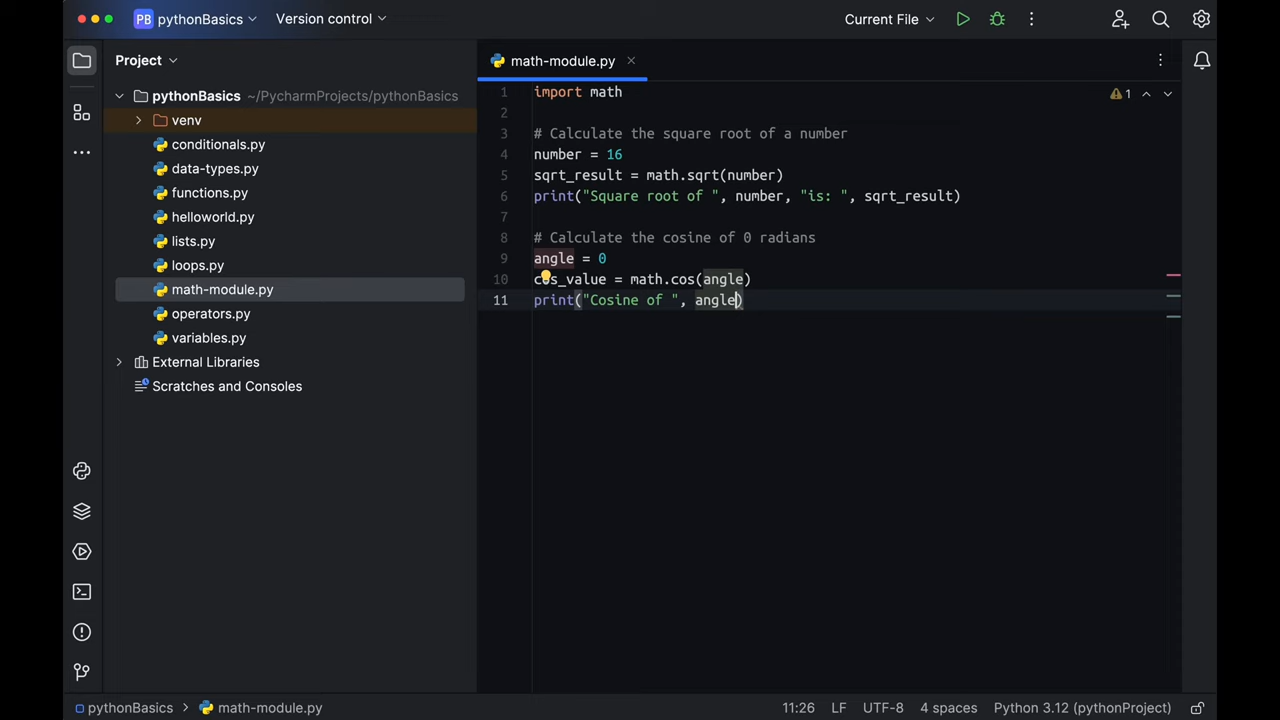 PB pythonBasics Version control Current File
Project
math-module.py
pythonBasics ~/PycharmProjects/pythonBasics
venv
conditionals.py
data-types.py
functions.py
helloworld.py
lists.py
loops.py
math-module.py
operators.py
variables.py
External Libraries
Scratches and Consoles
1 import math
2
3 # Calculate the square root of a number
4 number = 16
5 sqrt_result = math.sqrt(number)
6 print("Square root of ", number, "is: ", sqrt_result)
7
8 # Calculate the cosine of 0 radians
9 angle = 0
10 cos_value = math.cos(angle)
11 print("Cosine of ", angle)
1
pythonBasics > math-module.py 11:26 LF UTF-8 4 spaces Python 3.12 (pythonProject)